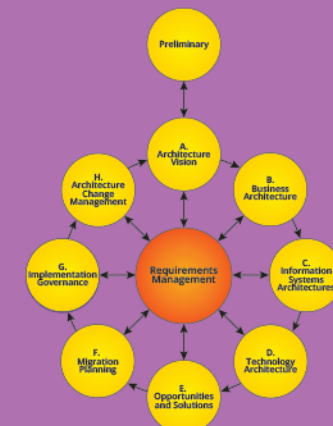 Preliminary
A.
Architecture
Vision
H.
Architecture
Change
Management
B.
Business
Architecture
G.
Implementation
Governance
Requirements
Management
C.
Information
Systems
Architectures
F.
Migration
Planning
D.
Technology
Architecture
E.
Opportunities
and Solutions